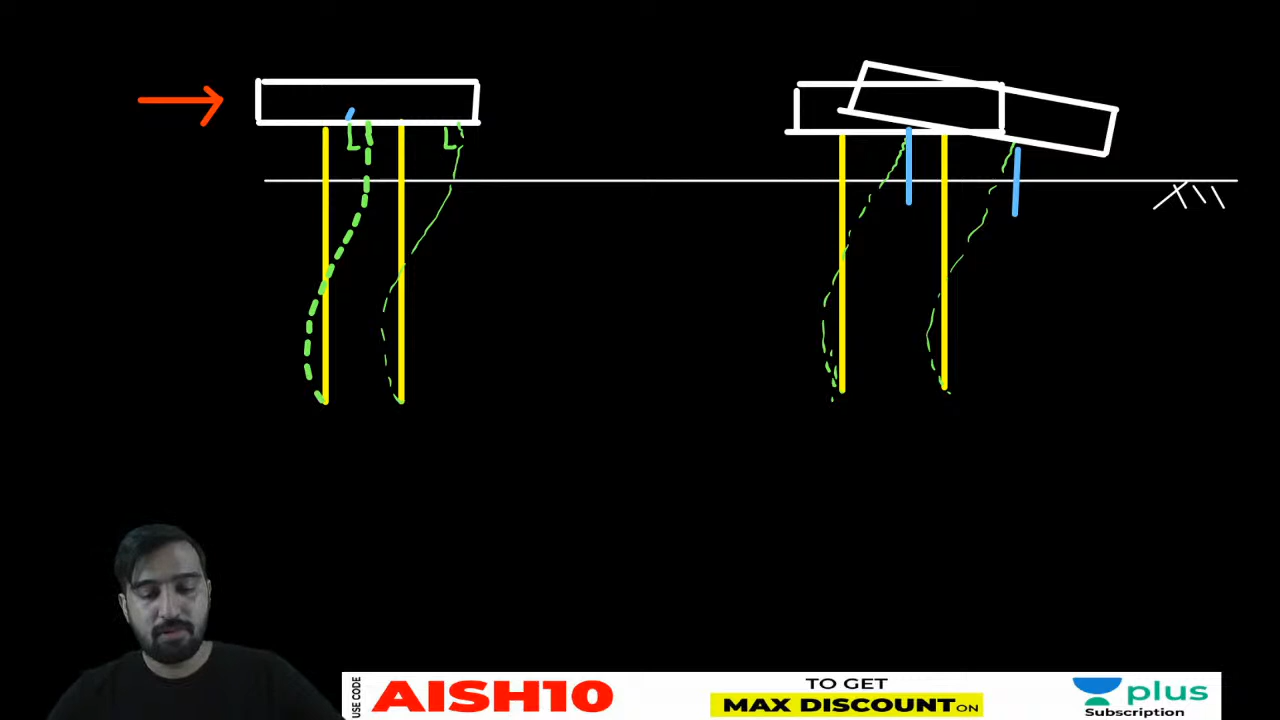 USE CODE
AISH10
TO GET
MAX DISCOUNT ON
plus
Subscription